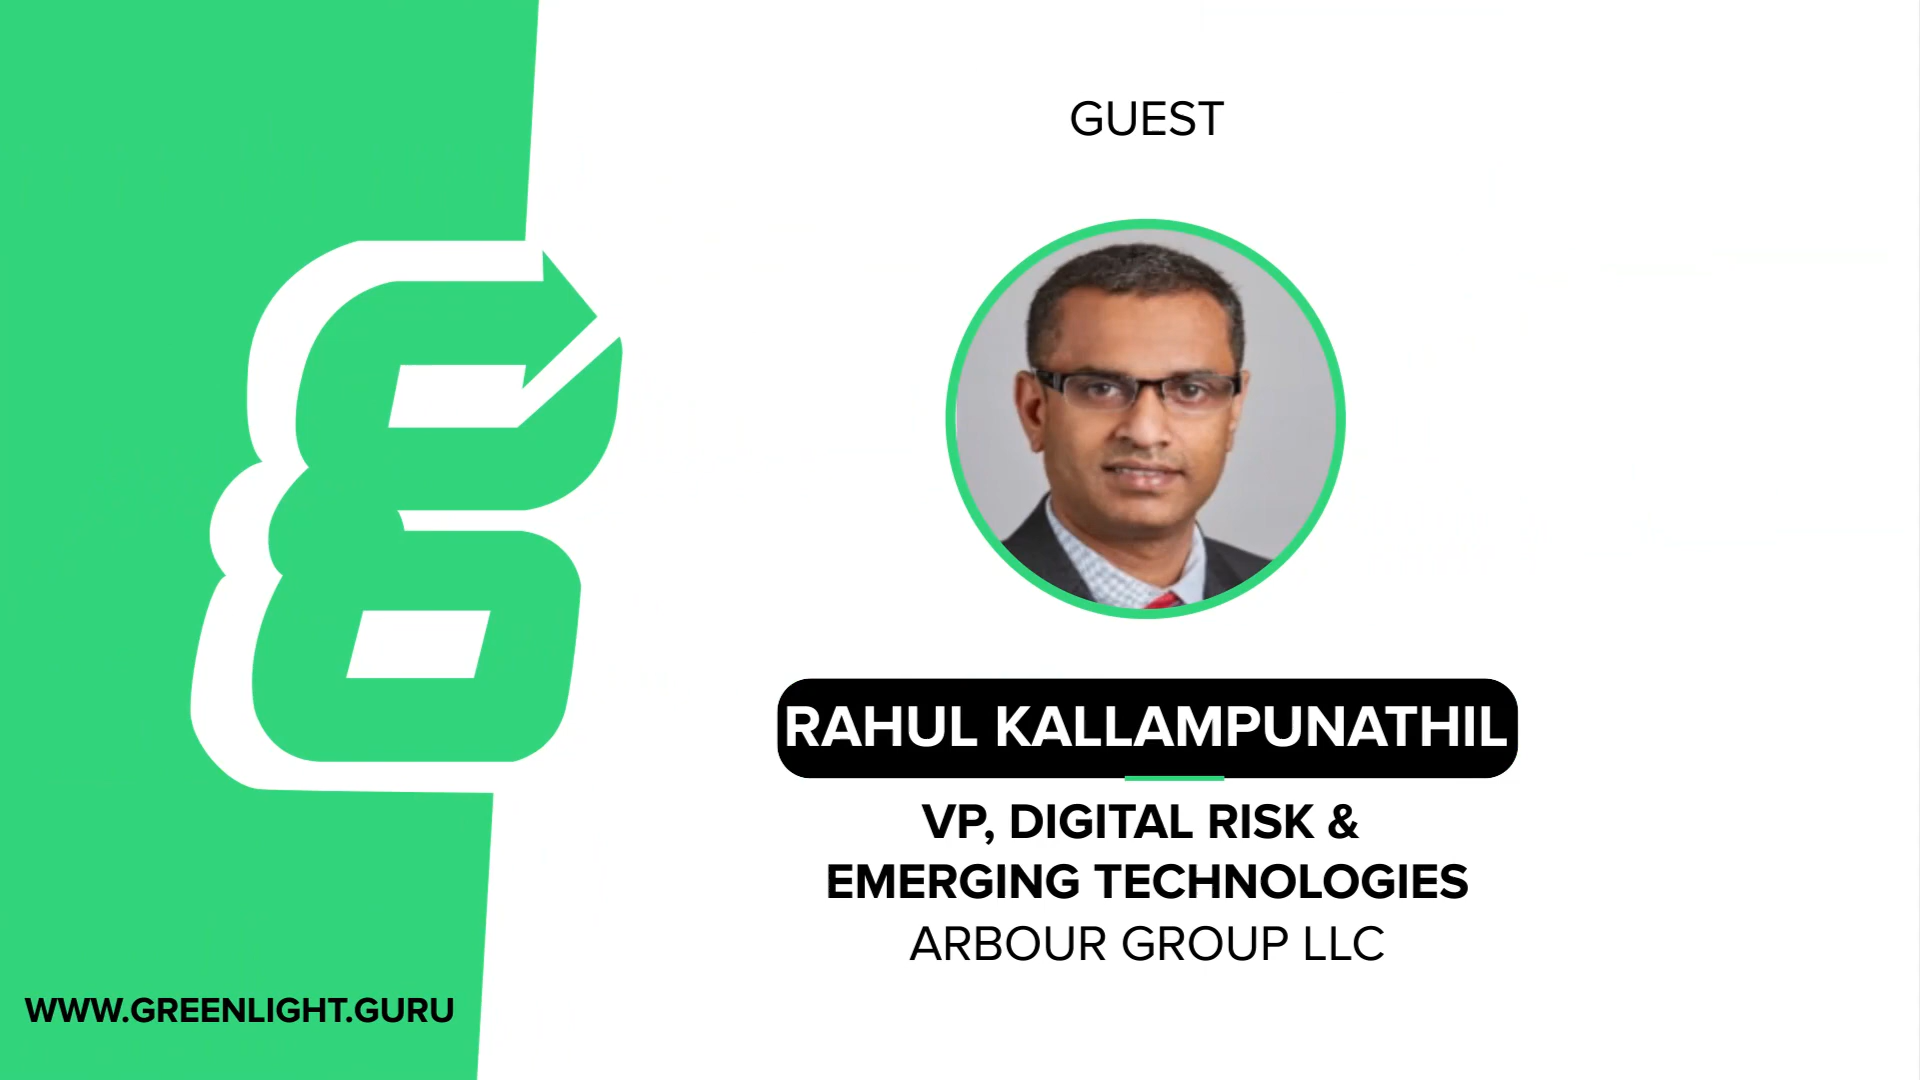 GUEST
RAHUL KALLAMPUNATHIL
VP, DIGITAL RISK &
EMERGING TECHNOLOGIES
ARBOUR GROUP LLC
WWW.GREENLIGHT.GURU